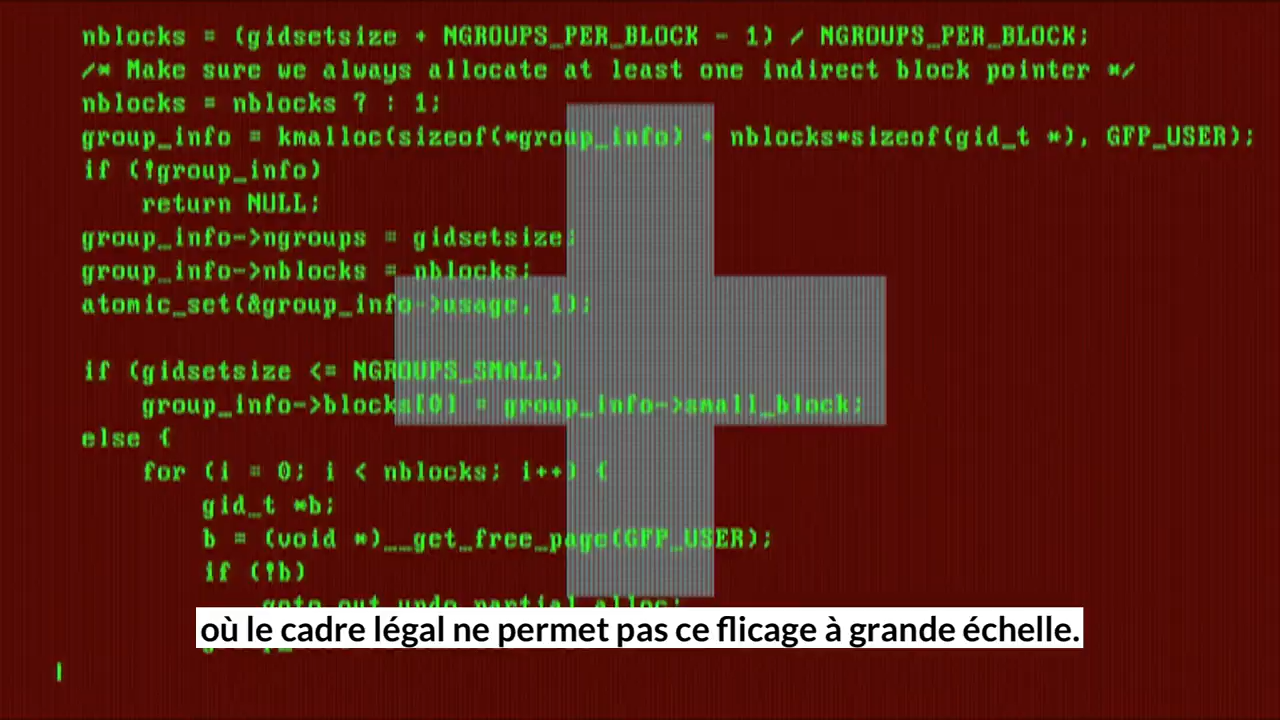 nblocks = (gidsetsize + NGROUPS_PER_BLOCK - 1) / NGROUPS_PER_BLOCK;
/* Make sure we always allocate at least one indirect block pointer */
nblocks = nblocks ? : 1;
group_info = kmalloc(sizeof(*group_info) + nblocks*sizeof(gid_t *), GFP_USER);
if (!group_info)
return NULL;
group_info->ngroups = gidsetsize;
group_info->nblocks = nblocks;
atomic_set(&group_info->usage, 1);
if (gidsetsize <= NGROUPS_SMALL)
group_info->blocks[0] = group_info->small_block;
else {
for (i = 0; i < nblocks; i++) {
gid_t *b;
b = (void *)__get_free_page(GFP_USER);
if (!b)
goto out_undo_partial_alloc;
où le cadre légal ne permet pas ce flicage à grande échelle.